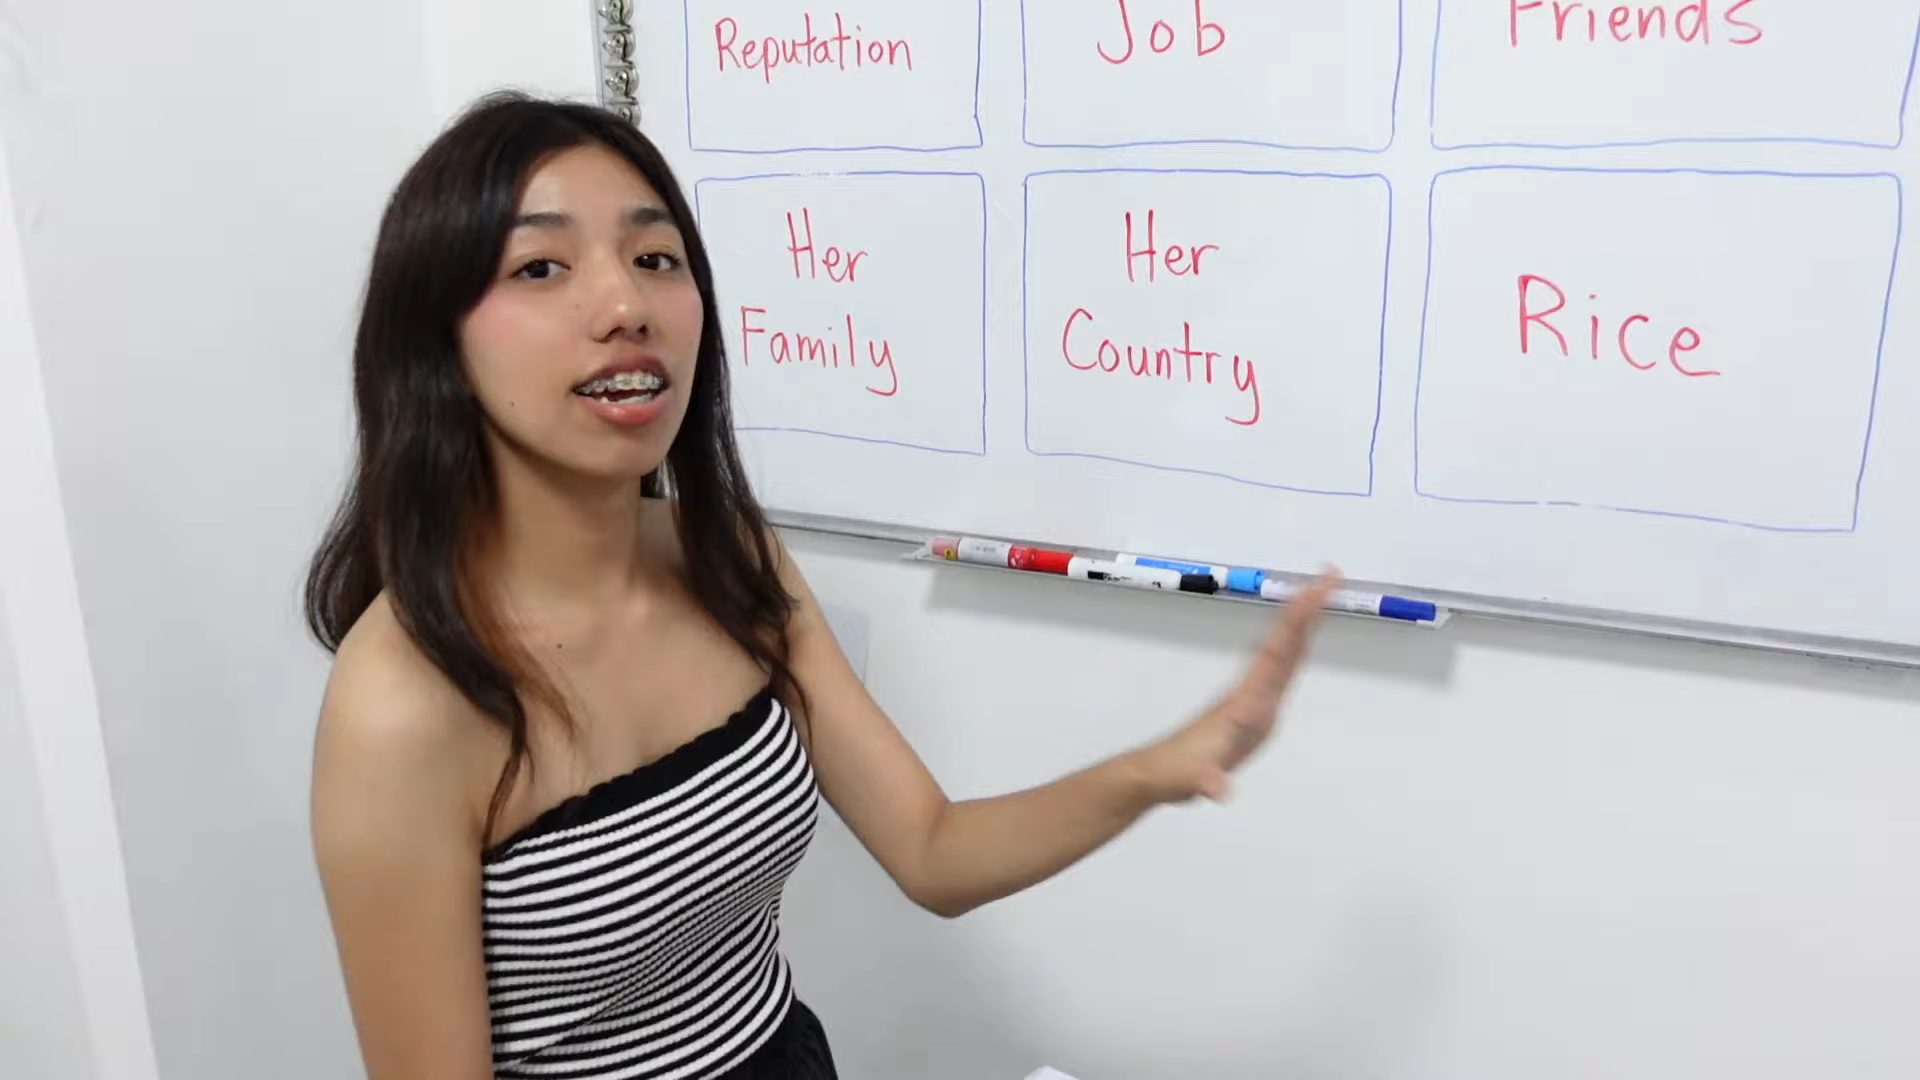 Reputation
Job
Friends
Her
Family
Her
Country
Rice